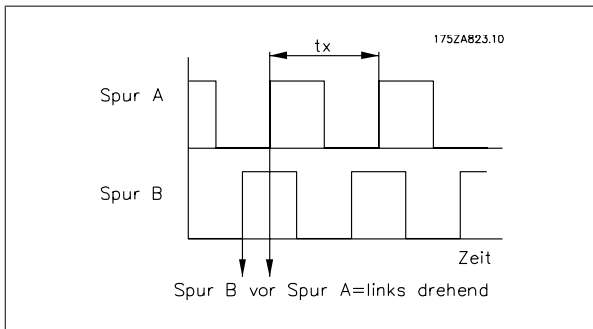 175ZA823.10
tx
Spur A
Spur B
Zeit
Spur B vor Spur A=links drehend